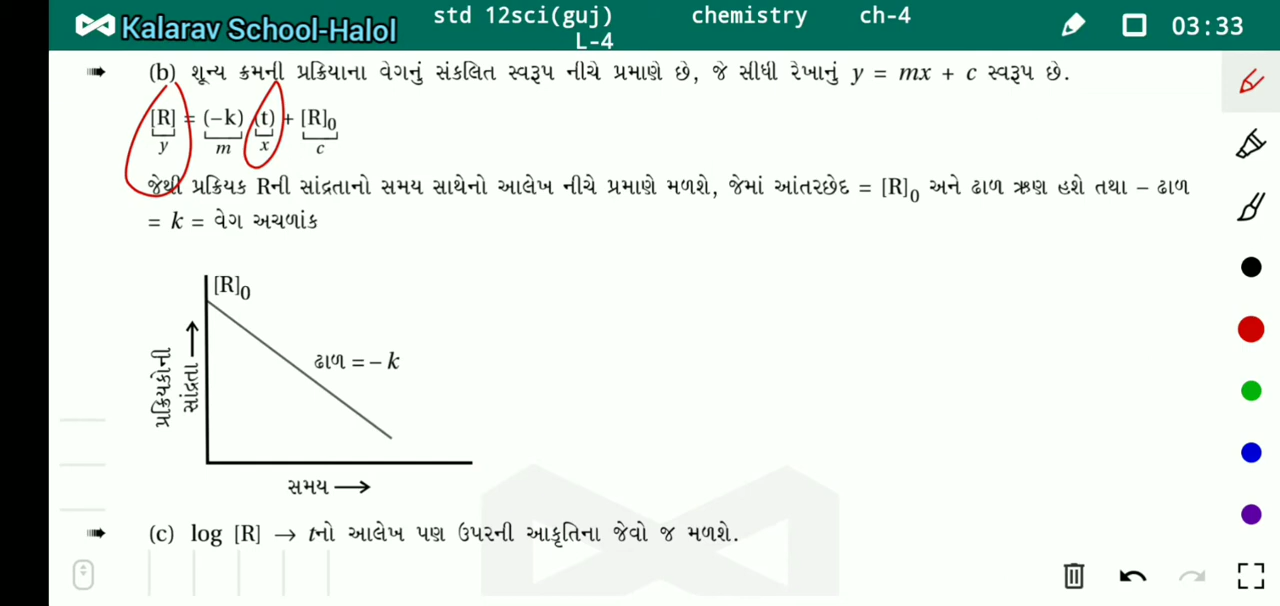 Kalarav School-Halol
std 12sci(guj) chemistry ch-4
L-4
03:33
(b) શૂન્ય ક્રમની પ્રક્રિયાના વેગનું સંકલિત સ્વરૂપ નીચે પ્રમાણે છે, જે સીધી રેખાનું y = mx + c સ્વરૂપ છે.
[R] = (−k) (t) + [R]₀
y m x c
જેથી પ્રક્રિયક Rની સાંદ્રતાનો સમય સાથેનો આલેખ નીચે પ્રમાણે મળશે, જેમાં આંતરછેદ = [R]₀ અને ઢાળ ઋણ હશે તથા − ઢાળ
= k = વેગ અચળાંક
[R]₀
ઢાળ = − k
પ્રક્રિયકોની
સાંદ્રતા →
સમય →
(c) log [R] → tનો આલેખ પણ ઉપરની આકૃતિના જેવો જ મળશે.